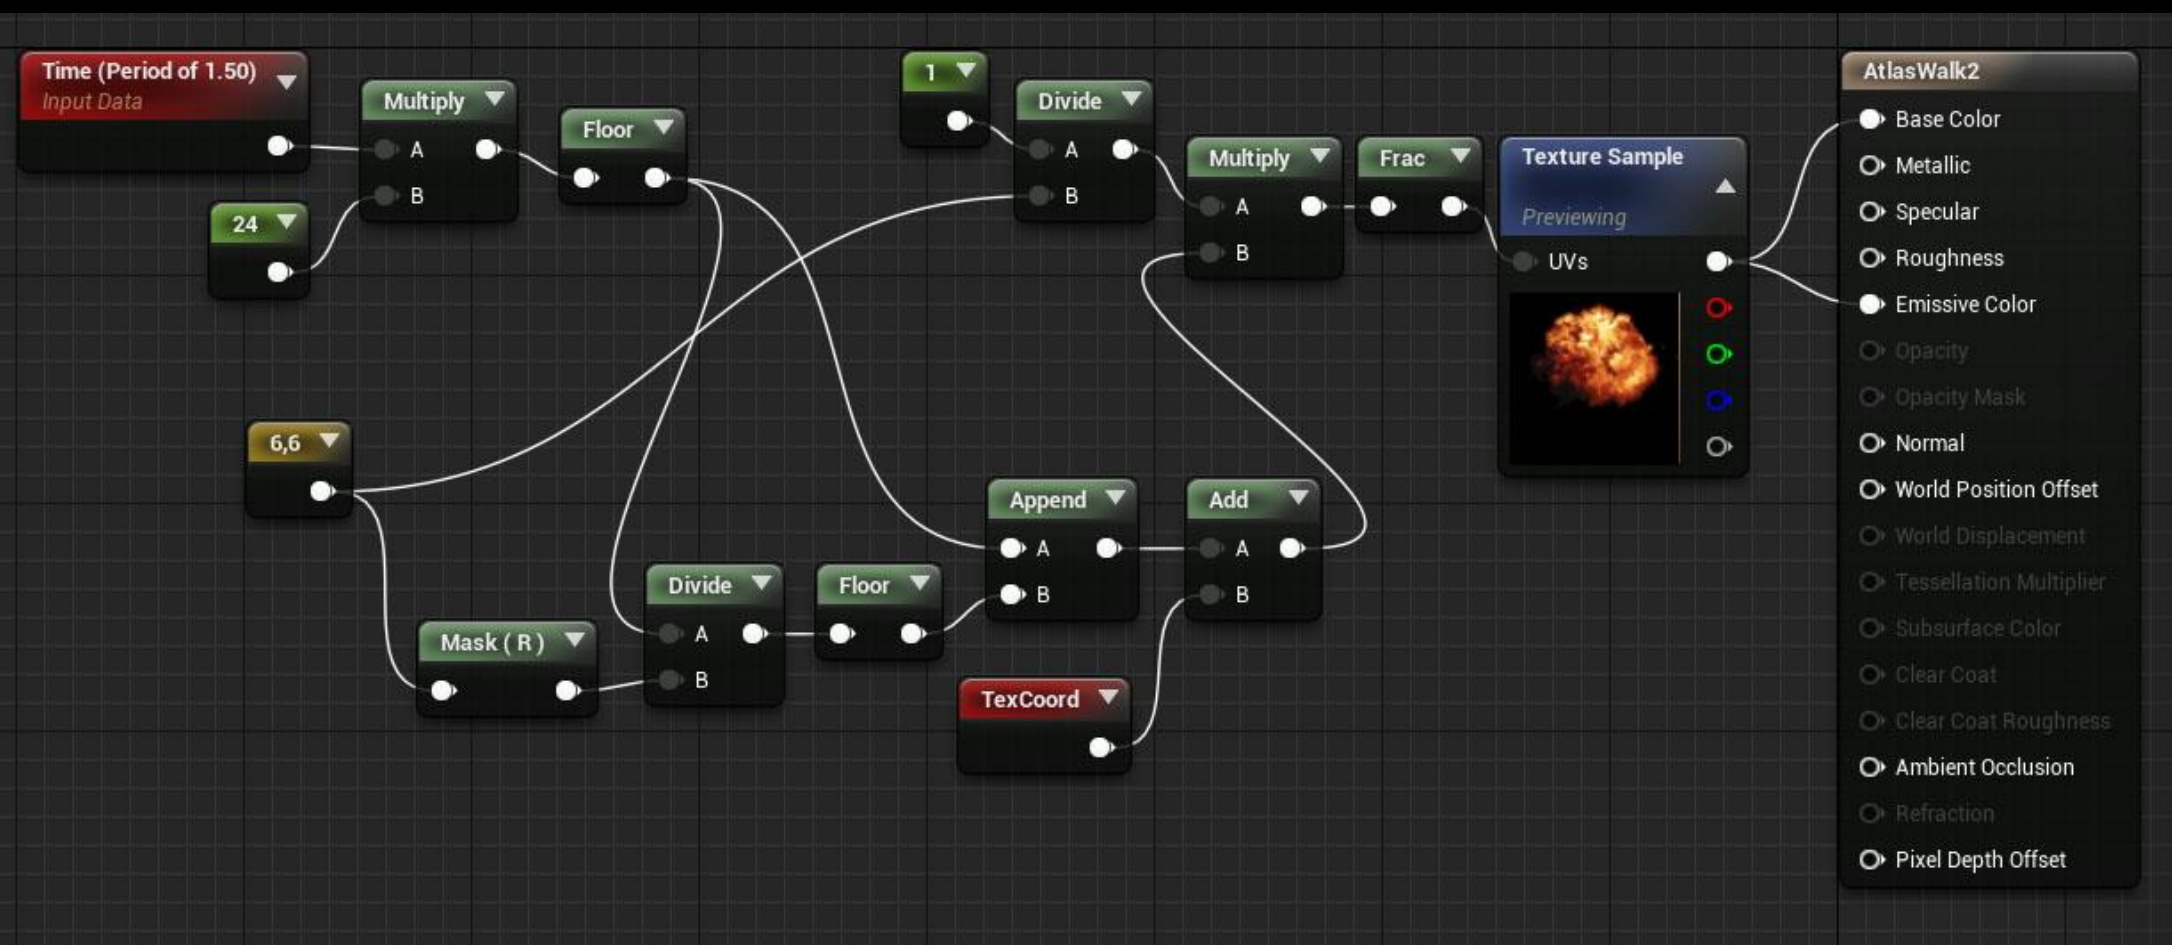 Time (Period of 1.50)
Input Data
Multiply
A
B
24
Floor
1
Divide
A
B
Multiply
A
B
Frac
Texture Sample
Previewing
UVs
6,6
Mask ( R )
Divide
A
B
Floor
Append
A
B
Add
A
B
TexCoord
AtlasWalk2
Base Color
Metallic
Specular
Roughness
Emissive Color
Opacity
Opacity Mask
Normal
World Position Offset
World Displacement
Tessellation Multiplier
Subsurface Color
Clear Coat
Clear Coat Roughness
Ambient Occlusion
Refraction
Pixel Depth Offset